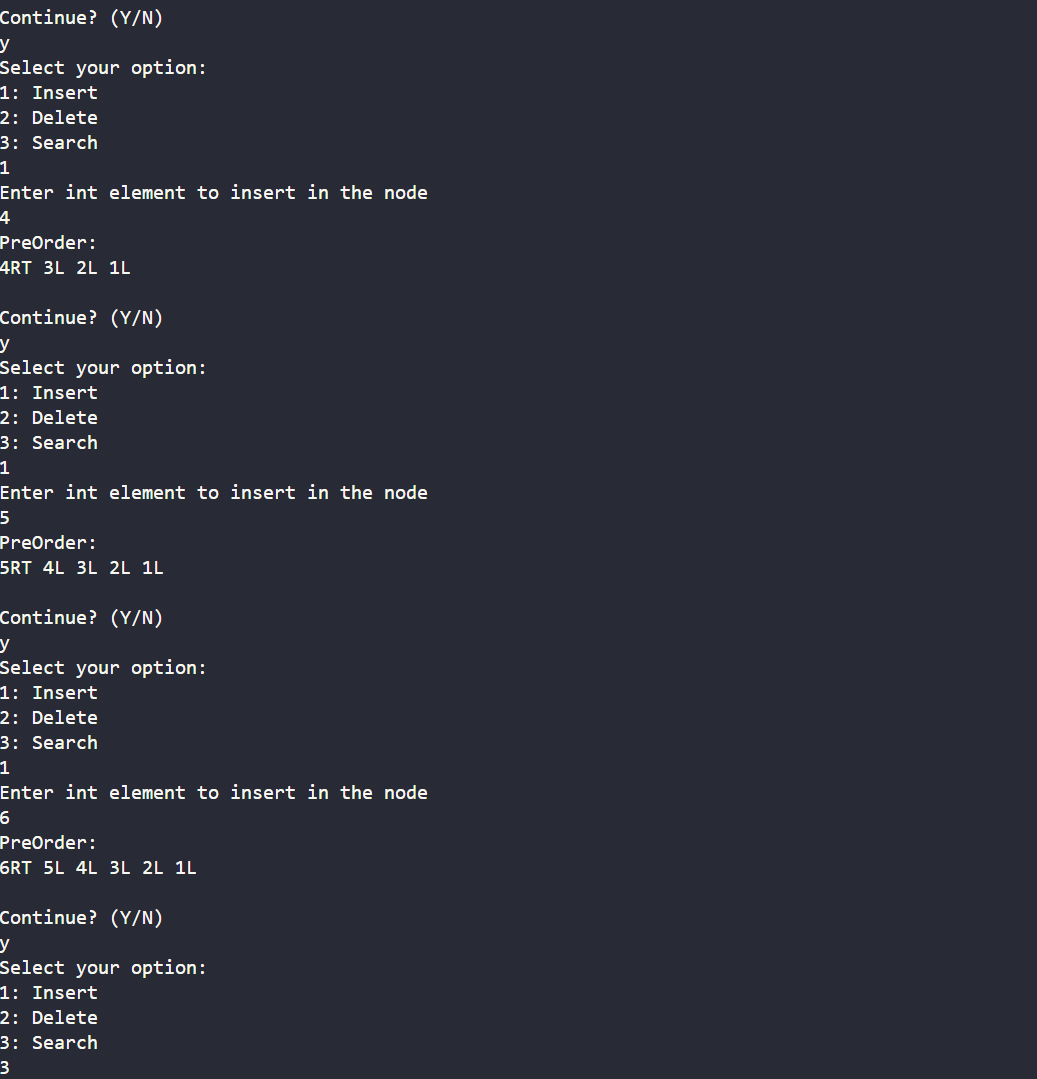 Continue? (Y/N)
y
Select your option:
1: Insert
2: Delete
3: Search
1
Enter int element to insert in the node
4
PreOrder:
4RT 3L 2L 1L
Continue? (Y/N)
y
Select your option:
1: Insert
2: Delete
3: Search
1
Enter int element to insert in the node
5
PreOrder:
5RT 4L 3L 2L 1L
Continue? (Y/N)
y
Select your option:
1: Insert
2: Delete
3: Search
1
Enter int element to insert in the node
6
PreOrder:
6RT 5L 4L 3L 2L 1L
Continue? (Y/N)
y
Select your option:
1: Insert
2: Delete
3: Search
3